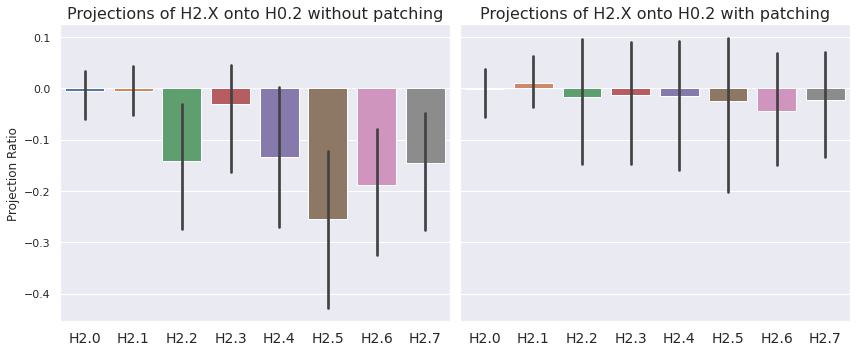 Projections of H2.X onto H0.2 without patching
Projections of H2.X onto H0.2 with patching
Projection Ratio
0.1
0.0
−0.1
−0.2
−0.3
−0.4
H2.0 H2.1 H2.2 H2.3 H2.4 H2.5 H2.6 H2.7
H2.0 H2.1 H2.2 H2.3 H2.4 H2.5 H2.6 H2.7